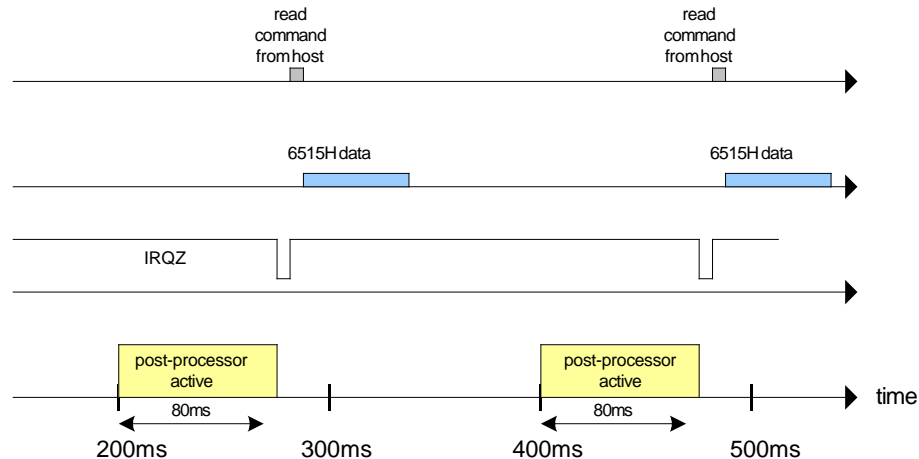 read
command
from host
read
command
from host
6515H data
6515H data
IRQZ
post-processor
active
post-processor
active
time
80ms
80ms
200ms
300ms
400ms
500ms